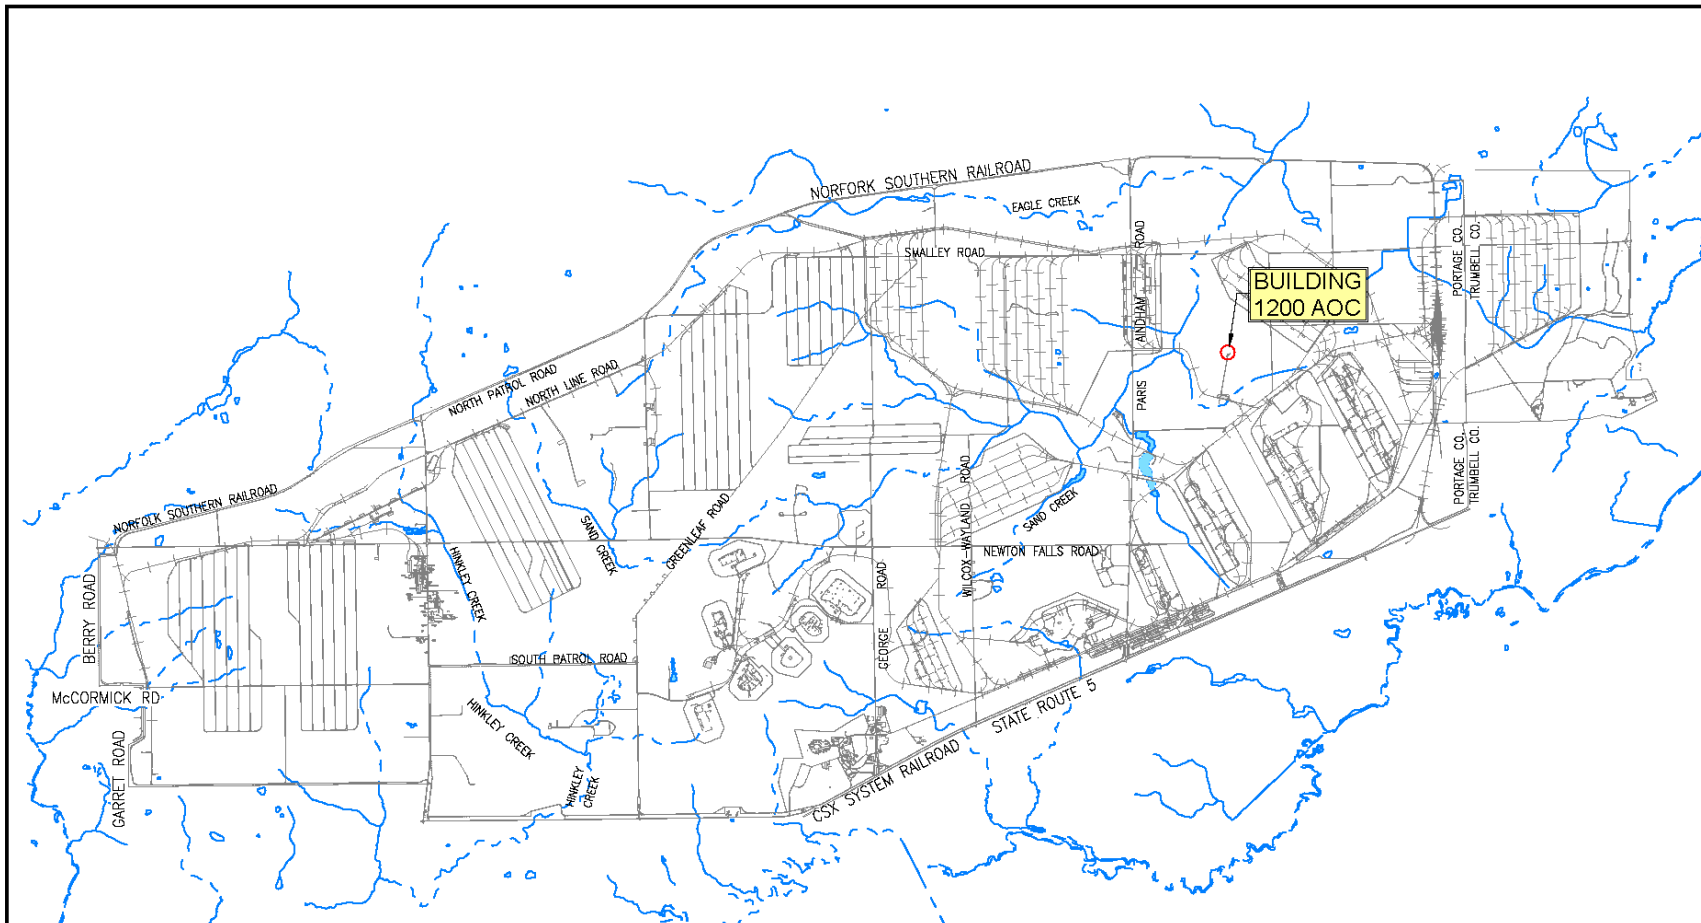 NORFORK SOUTHERN RAILROAD
EAGLE CREEK
SMALLEY ROAD
PARIS
AINDHAM
ROAD
BUILDING
1200 AOC
PORTAGE CO.
TRUMBELL CO.
NORTH PATROL ROAD
NORTH LINE ROAD
PORTAGE CO.
TRUMBELL CO.
NORFOLK SOUTHERN RAILROAD
SAND CREEK
GREENLEAF ROAD
WILCOX-WAYLAND ROAD
SAND CREEK
NEWTON FALLS ROAD
HINKLEY CREEK
BERRY ROAD
GEORGE ROAD
SOUTH PATROL ROAD
McCORMICK RD
HINKLEY CREEK
STATE ROUTE 5
GARRET ROAD
HINKLEY
CREEK
CSX SYSTEM RAILROAD